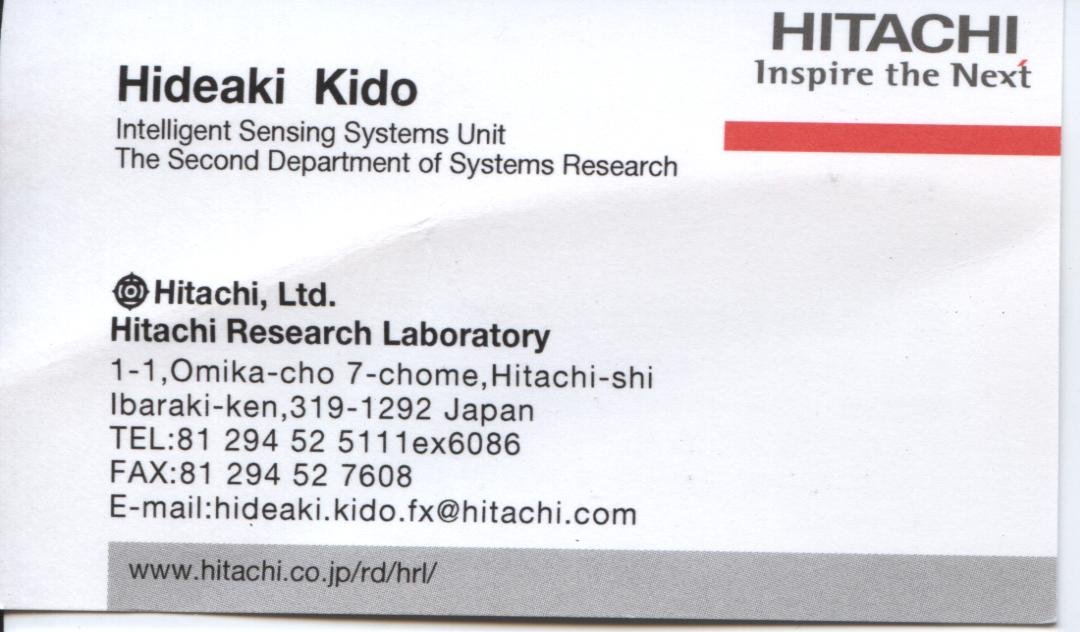 HITACHI
Inspire the Next
Hideaki Kido
Intelligent Sensing Systems Unit
The Second Department of Systems Research
Hitachi, Ltd.
Hitachi Research Laboratory
1-1,Omika-cho 7-chome,Hitachi-shi
Ibaraki-ken,319-1292 Japan
TEL:81 294 52 5111ex6086
FAX:81 294 52 7608
E-mail:hideaki.kido.fx@hitachi.com
www.hitachi.co.jp/rd/hrl/